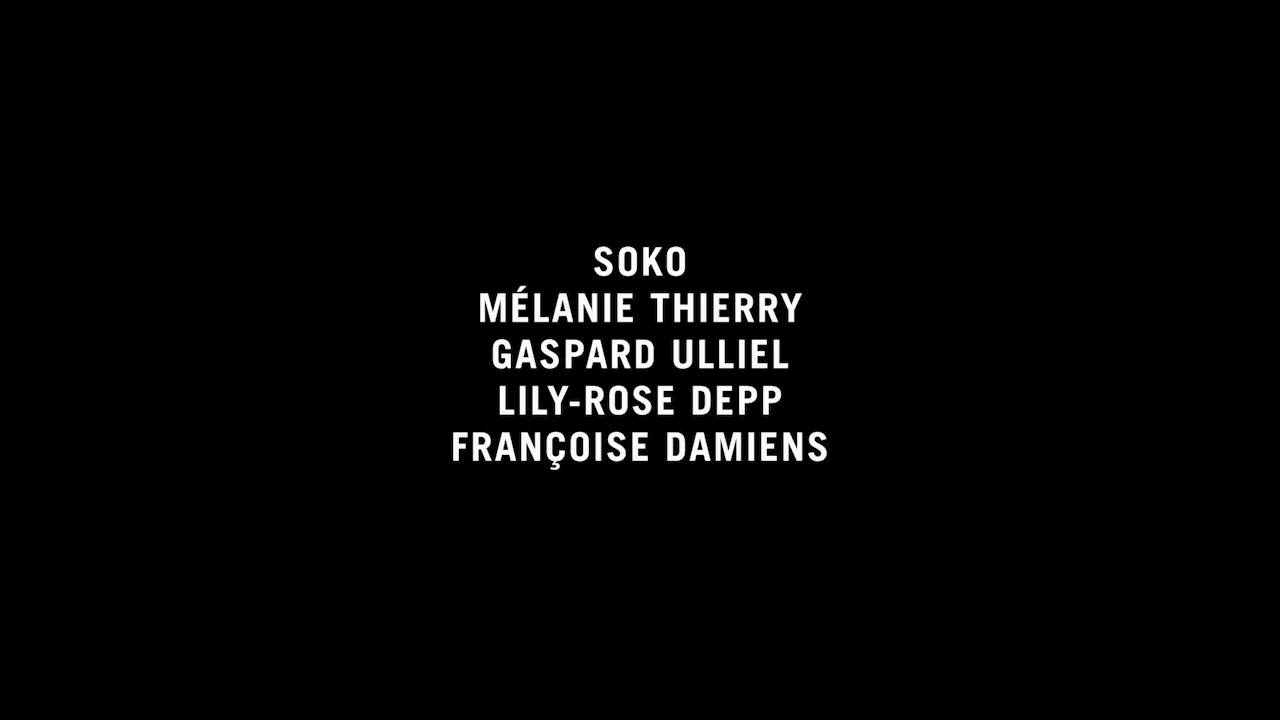 SOKO
MÉLANIE THIERRY
GASPARD ULLIEL
LILY-ROSE DEPP
FRANÇOISE DAMIENS